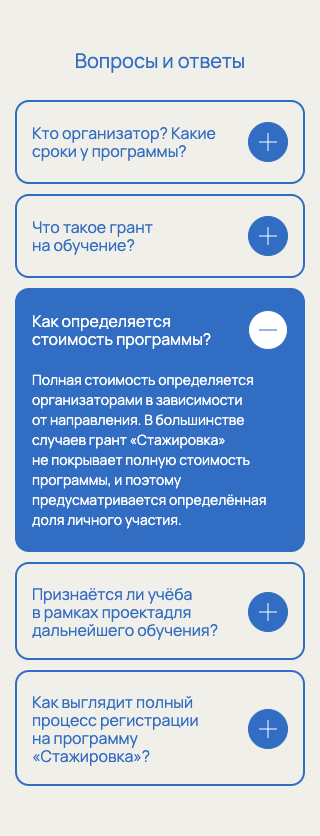 Вопросы и ответы
Кто организатор? Какие
сроки у программы?
Что такое грант
на обучение?
Как определяется
стоимость программы?
Полная стоимость определяется
организаторами в зависимости
от направления. В большинстве
случаев грант «Стажировка»
не покрывает полную стоимость
программы, и поэтому
предусматривается определённая
доля личного участия.
Признаётся ли учёба
в рамках проектадля
дальнейшего обучения?
Как выглядит полный
процесс регистрации
на программу
«Стажировка»?